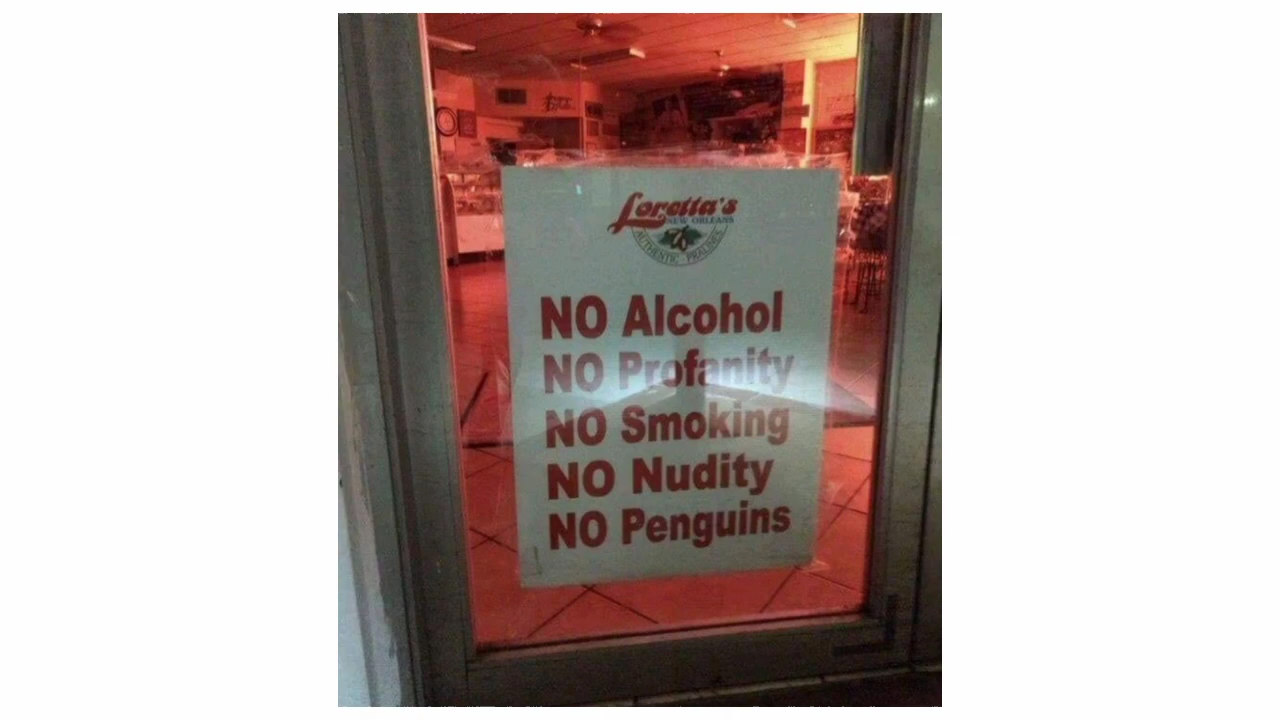 Loretta's
NEW ORLEANS
AUTHENTIC PRALINES
NO Alcohol
NO Profanity
NO Smoking
NO Nudity
NO Penguins